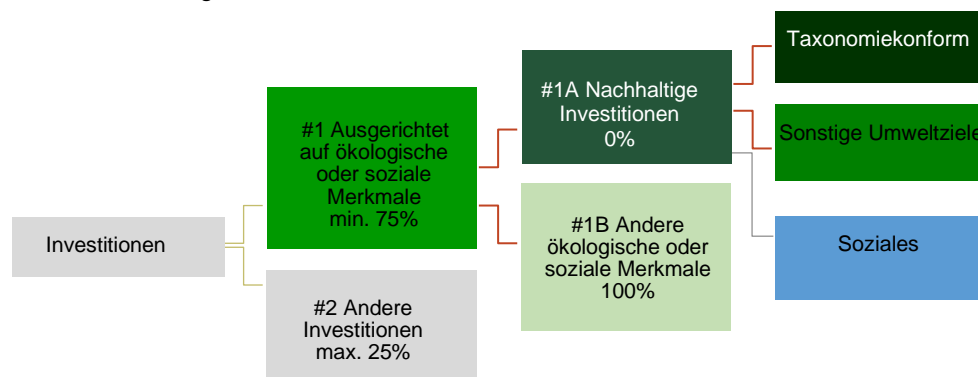 Investitionen
#1 Ausgerichtet
auf ökologische
oder soziale
Merkmale
min. 75%
#2 Andere
Investitionen
max. 25%
#1A Nachhaltige
Investitionen
0%
#1B Andere
ökologische oder
soziale Merkmale
100%
Taxonomiekonform
Sonstige Umweltziele
Soziales